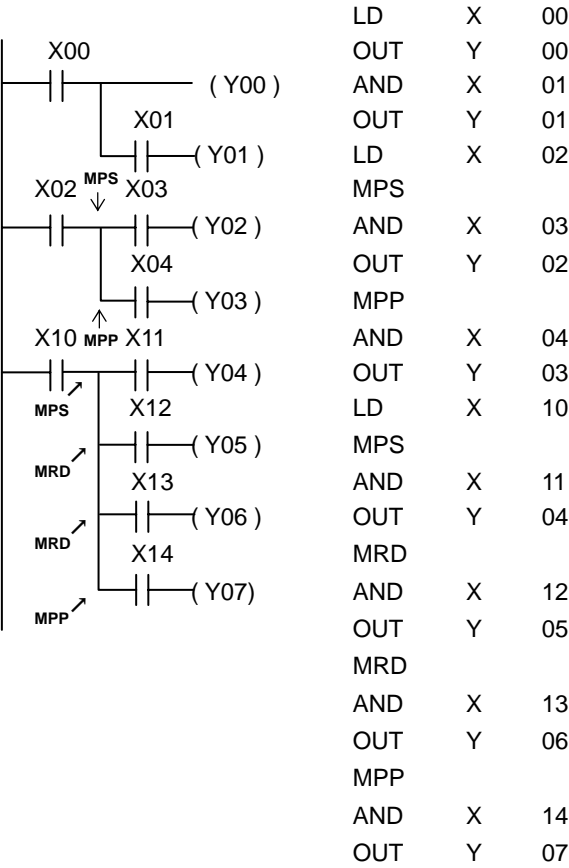 X00
( Y00 )
X01
( Y01 )
X02 MPS X03
( Y02 )
X04
( Y03 )
X10 MPP X11
( Y04 )
MPS X12
( Y05 )
MRD X13
( Y06 )
MRD X14
( Y07)
MPP
LD X 00
OUT Y 00
AND X 01
OUT Y 01
LD X 02
MPS
AND X 03
OUT Y 02
MPP
AND X 04
OUT Y 03
LD X 10
MPS
AND X 11
OUT Y 04
MRD
AND X 12
OUT Y 05
MRD
AND X 13
OUT Y 06
MPP
AND X 14
OUT Y 07